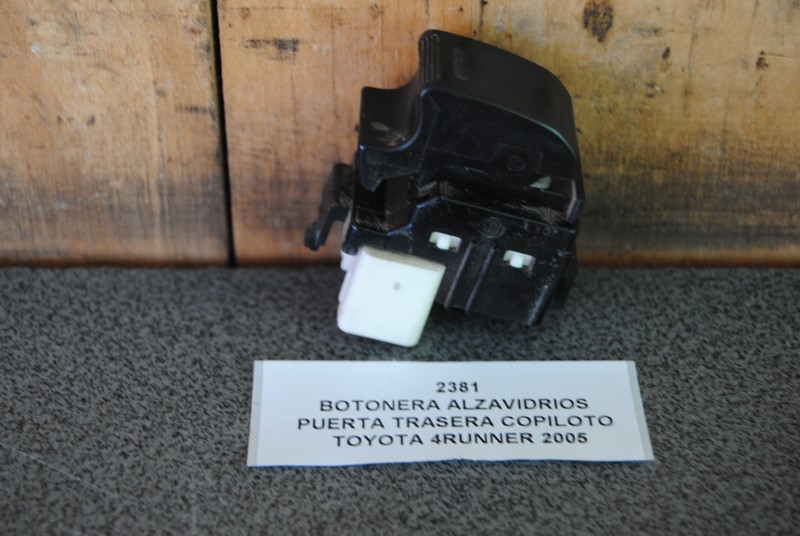 2381
BOTONERA ALZAVIDRIOS
PUERTA TRASERA COPILOTO
TOYOTA 4RUNNER 2005